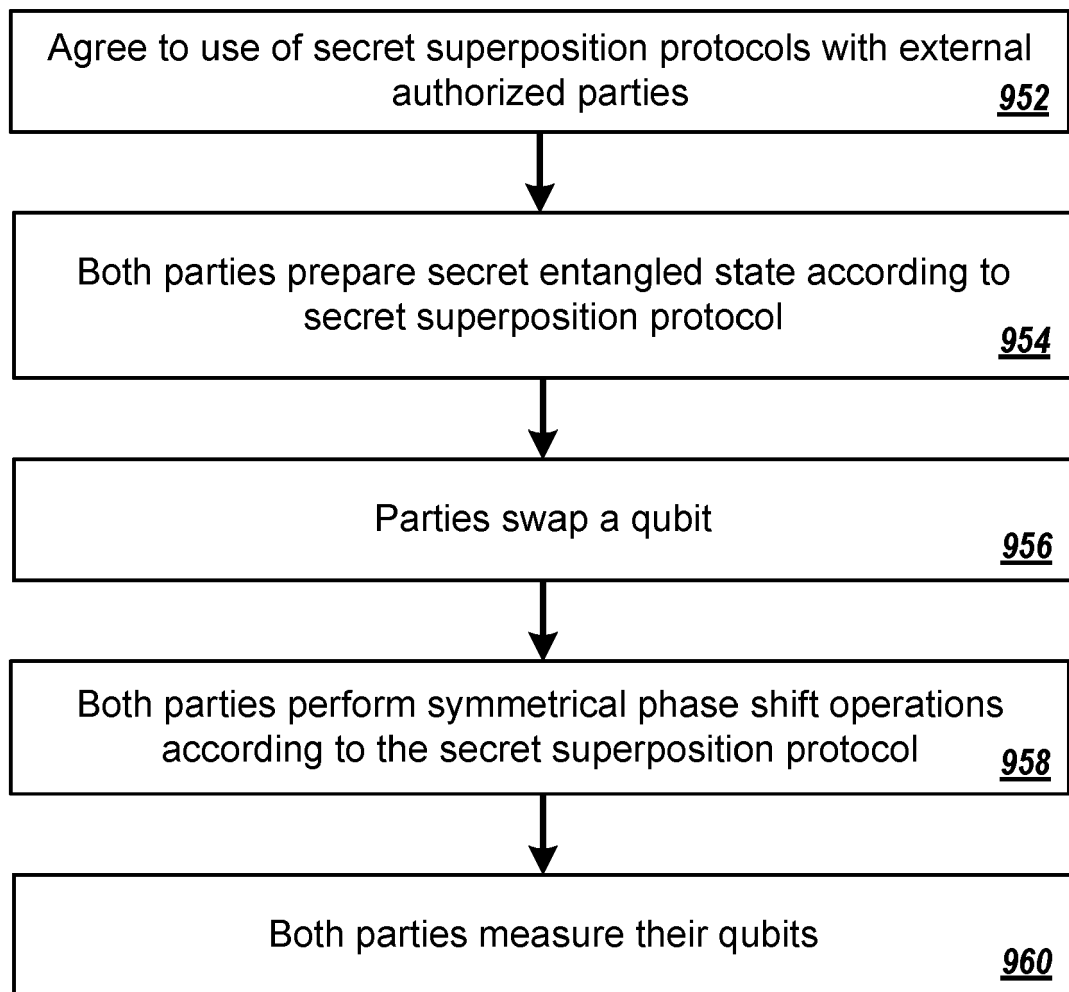 Agree to use of secret superposition protocols with external
authorized parties
952
Both parties prepare secret entangled state according to
secret superposition protocol
954
Parties swap a qubit
956
Both parties perform symmetrical phase shift operations
according to the secret superposition protocol
958
Both parties measure their qubits
960